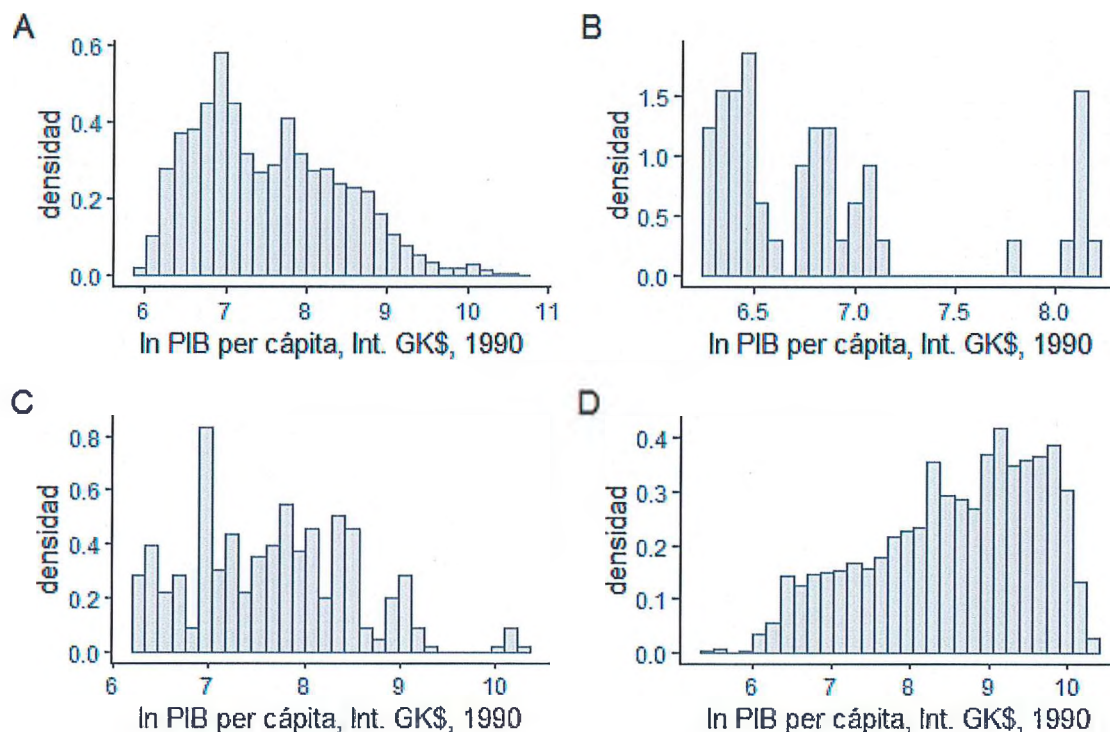 A
densidad
0.6
0.4
0.2
0.0
6 7 8 9 10 11
ln PIB per cápita, Int. GK$, 1990
B
densidad
1.5
1.0
0.5
0.0
6.5 7.0 7.5 8.0
ln PIB per cápita, Int. GK$, 1990
C
densidad
0.8
0.6
0.4
0.2
0.0
6 7 8 9 10
ln PIB per cápita, Int. GK$, 1990
D
densidad
0.4
0.3
0.2
0.1
0.0
6 7 8 9 10
ln PIB per cápita, Int. GK$, 1990